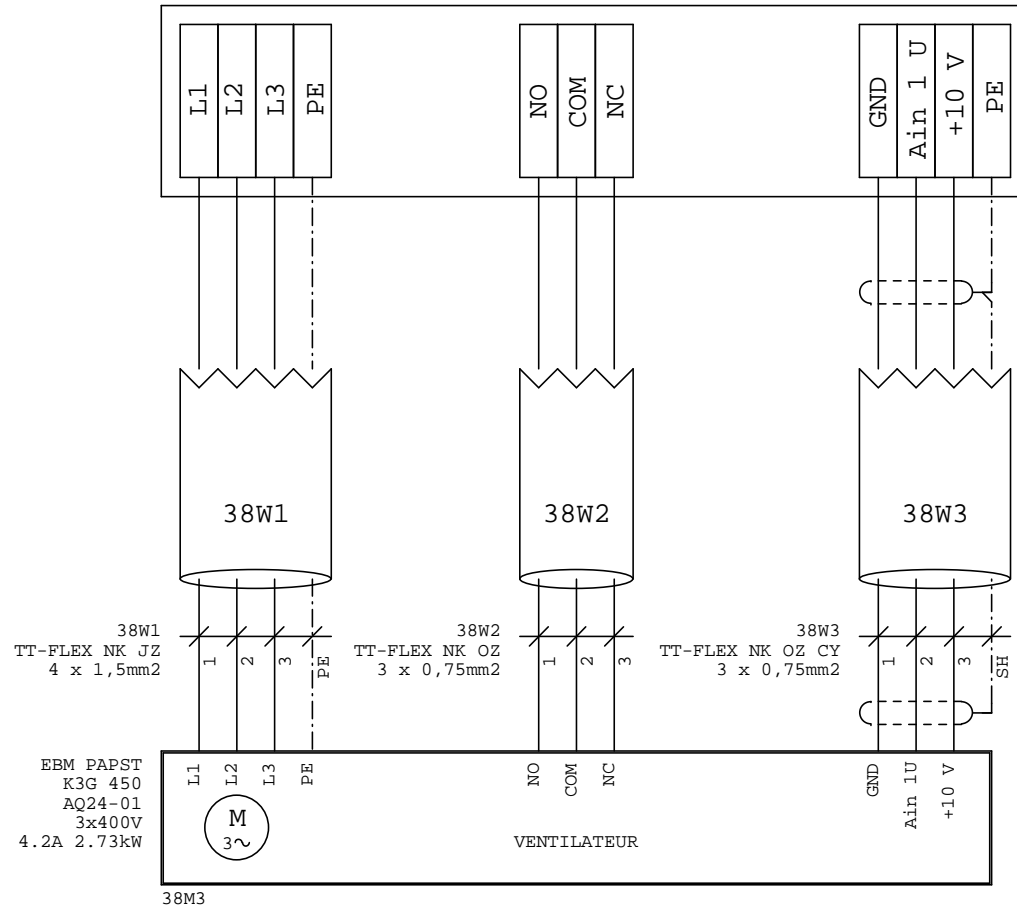 L1
L2
L3
PE
NO
COM
NC
GND
Ain 1 U
+10 V
PE
38W1
38W2
38W3
38W1
TT-FLEX NK JZ
4 x 1,5mm2
1
2
3
PE
38W2
TT-FLEX NK OZ
3 x 0,75mm2
1
2
3
38W3
TT-FLEX NK OZ CY
3 x 0,75mm2
1
2
3
SH
EBM PAPST
K3G 450
AQ24-01
3x400V
4.2A 2.73kW
L1
L2
L3
PE
NO
COM
NC
GND
Ain 1U
+10 V
M
3~
VENTILATEUR
38M3